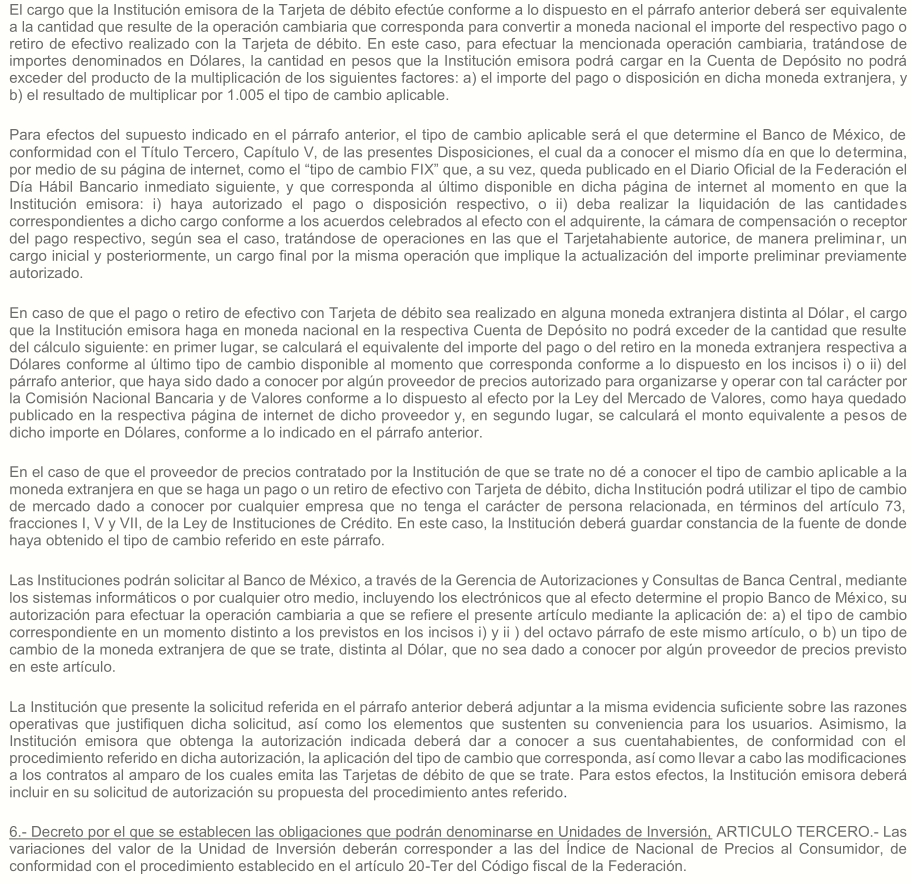 El cargo que la Institución emisora de la Tarjeta de débito efectúe conforme a lo dispuesto en el párrafo anterior deberá ser equivalente
a la cantidad que resulte de la operación cambiaria que corresponda para convertir a moneda nacional el importe del respectivo pago o
retiro de efectivo realizado con la Tarjeta de débito. En este caso, para efectuar la mencionada operación cambiaria, tratándose de
importes denominados en Dólares, la cantidad en pesos que la Institución emisora podrá cargar en la Cuenta de Depósito no podrá
exceder del producto de la multiplicación de los siguientes factores: a) el importe del pago o disposición en dicha moneda extranjera, y
b) el resultado de multiplicar por 1.005 el tipo de cambio aplicable.

Para efectos del supuesto indicado en el párrafo anterior, el tipo de cambio aplicable será el que determine el Banco de México, de
conformidad con el Título Tercero, Capítulo V, de las presentes Disposiciones, el cual da a conocer el mismo día en que lo determina,
por medio de su página de internet, como el “tipo de cambio FIX” que, a su vez, queda publicado en el Diario Oficial de la Federación el
Día Hábil Bancario inmediato siguiente, y que corresponda al último disponible en dicha página de internet al momento en que la
Institución emisora: i) haya autorizado el pago o disposición respectivo, o ii) deba realizar la liquidación de las cantidades
correspondientes a dicho cargo conforme a los acuerdos celebrados al efecto con el adquirente, la cámara de compensación o receptor
del pago respectivo, según sea el caso, tratándose de operaciones en las que el Tarjetahabiente autorice, de manera preliminar, un
cargo inicial y posteriormente, un cargo final por la misma operación que implique la actualización del importe preliminar previamente
autorizado.

En caso de que el pago o retiro de efectivo con Tarjeta de débito sea realizado en alguna moneda extranjera distinta al Dólar, el cargo
que la Institución emisora haga en moneda nacional en la respectiva Cuenta de Depósito no podrá exceder de la cantidad que resulte
del cálculo siguiente: en primer lugar, se calculará el equivalente del importe del pago o del retiro en la moneda extranjera respectiva a
Dólares conforme al último tipo de cambio disponible al momento que corresponda conforme a lo dispuesto en los incisos i) o ii) del
párrafo anterior, que haya sido dado a conocer por algún proveedor de precios autorizado para organizarse y operar con tal carácter por
la Comisión Nacional Bancaria y de Valores conforme a lo dispuesto al efecto por la Ley del Mercado de Valores, como haya quedado
publicado en la respectiva página de internet de dicho proveedor y, en segundo lugar, se calculará el monto equivalente a pesos de
dicho importe en Dólares, conforme a lo indicado en el párrafo anterior.

En el caso de que el proveedor de precios contratado por la Institución de que se trate no dé a conocer el tipo de cambio aplicable a la
moneda extranjera en que se haga un pago o un retiro de efectivo con Tarjeta de débito, dicha Institución podrá utilizar el tipo de cambio
de mercado dado a conocer por cualquier empresa que no tenga el carácter de persona relacionada, en términos del artículo 73,
fracciones I, V y VII, de la Ley de Instituciones de Crédito. En este caso, la Institución deberá guardar constancia de la fuente de donde
haya obtenido el tipo de cambio referido en este párrafo.

Las Instituciones podrán solicitar al Banco de México, a través de la Gerencia de Autorizaciones y Consultas de Banca Central, mediante
los sistemas informáticos o por cualquier otro medio, incluyendo los electrónicos que al efecto determine el propio Banco de México, su
autorización para efectuar la operación cambiaria a que se refiere el presente artículo mediante la aplicación de: a) el tipo de cambio
correspondiente en un momento distinto a los previstos en los incisos i) y ii ) del octavo párrafo de este mismo artículo, o b) un tipo de
cambio de la moneda extranjera de que se trate, distinta al Dólar, que no sea dado a conocer por algún proveedor de precios previsto
en este artículo.

La Institución que presente la solicitud referida en el párrafo anterior deberá adjuntar a la misma evidencia suficiente sobre las razones
operativas que justifiquen dicha solicitud, así como los elementos que sustenten su conveniencia para los usuarios. Asimismo, la
Institución emisora que obtenga la autorización indicada deberá dar a conocer a sus cuentahabientes, de conformidad con el
procedimiento referido en dicha autorización, la aplicación del tipo de cambio que corresponda, así como llevar a cabo las modificaciones
a los contratos al amparo de los cuales emita las Tarjetas de débito de que se trate. Para estos efectos, la Institución emisora deberá
incluir en su solicitud de autorización su propuesta del procedimiento antes referido.

6.- Decreto por el que se establecen las obligaciones que podrán denominarse en Unidades de Inversión, ARTICULO TERCERO.- Las
variaciones del valor de la Unidad de Inversión deberán corresponder a las del Índice de Nacional de Precios al Consumidor, de
conformidad con el procedimiento establecido en el artículo 20-Ter del Código fiscal de la Federación.